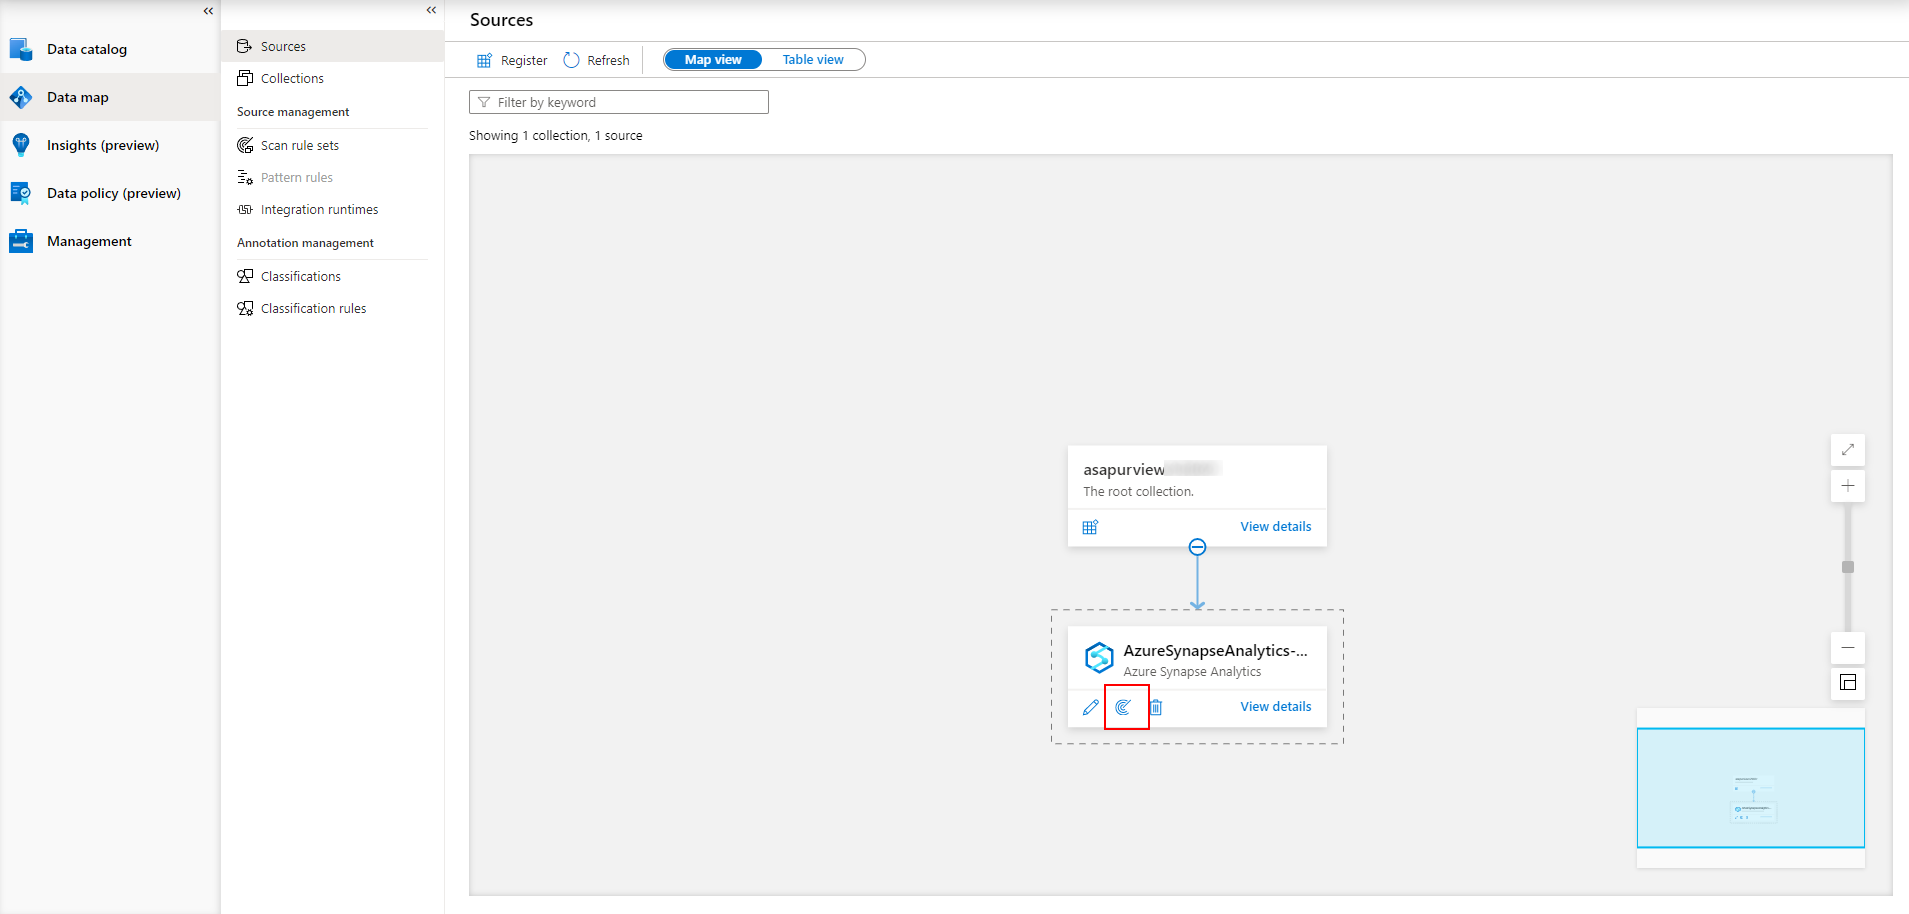 Data catalog
Data map
Insights (preview)
Data policy (preview)
Management
Sources
Collections
Source management
Scan rule sets
Pattern rules
Integration runtimes
Annotation management
Classifications
Classification rules
Sources
Register Refresh Map view Table view
Filter by keyword
Showing 1 collection, 1 source
asapurview
The root collection.
View details
AzureSynapseAnalytics-...
Azure Synapse Analytics
View details